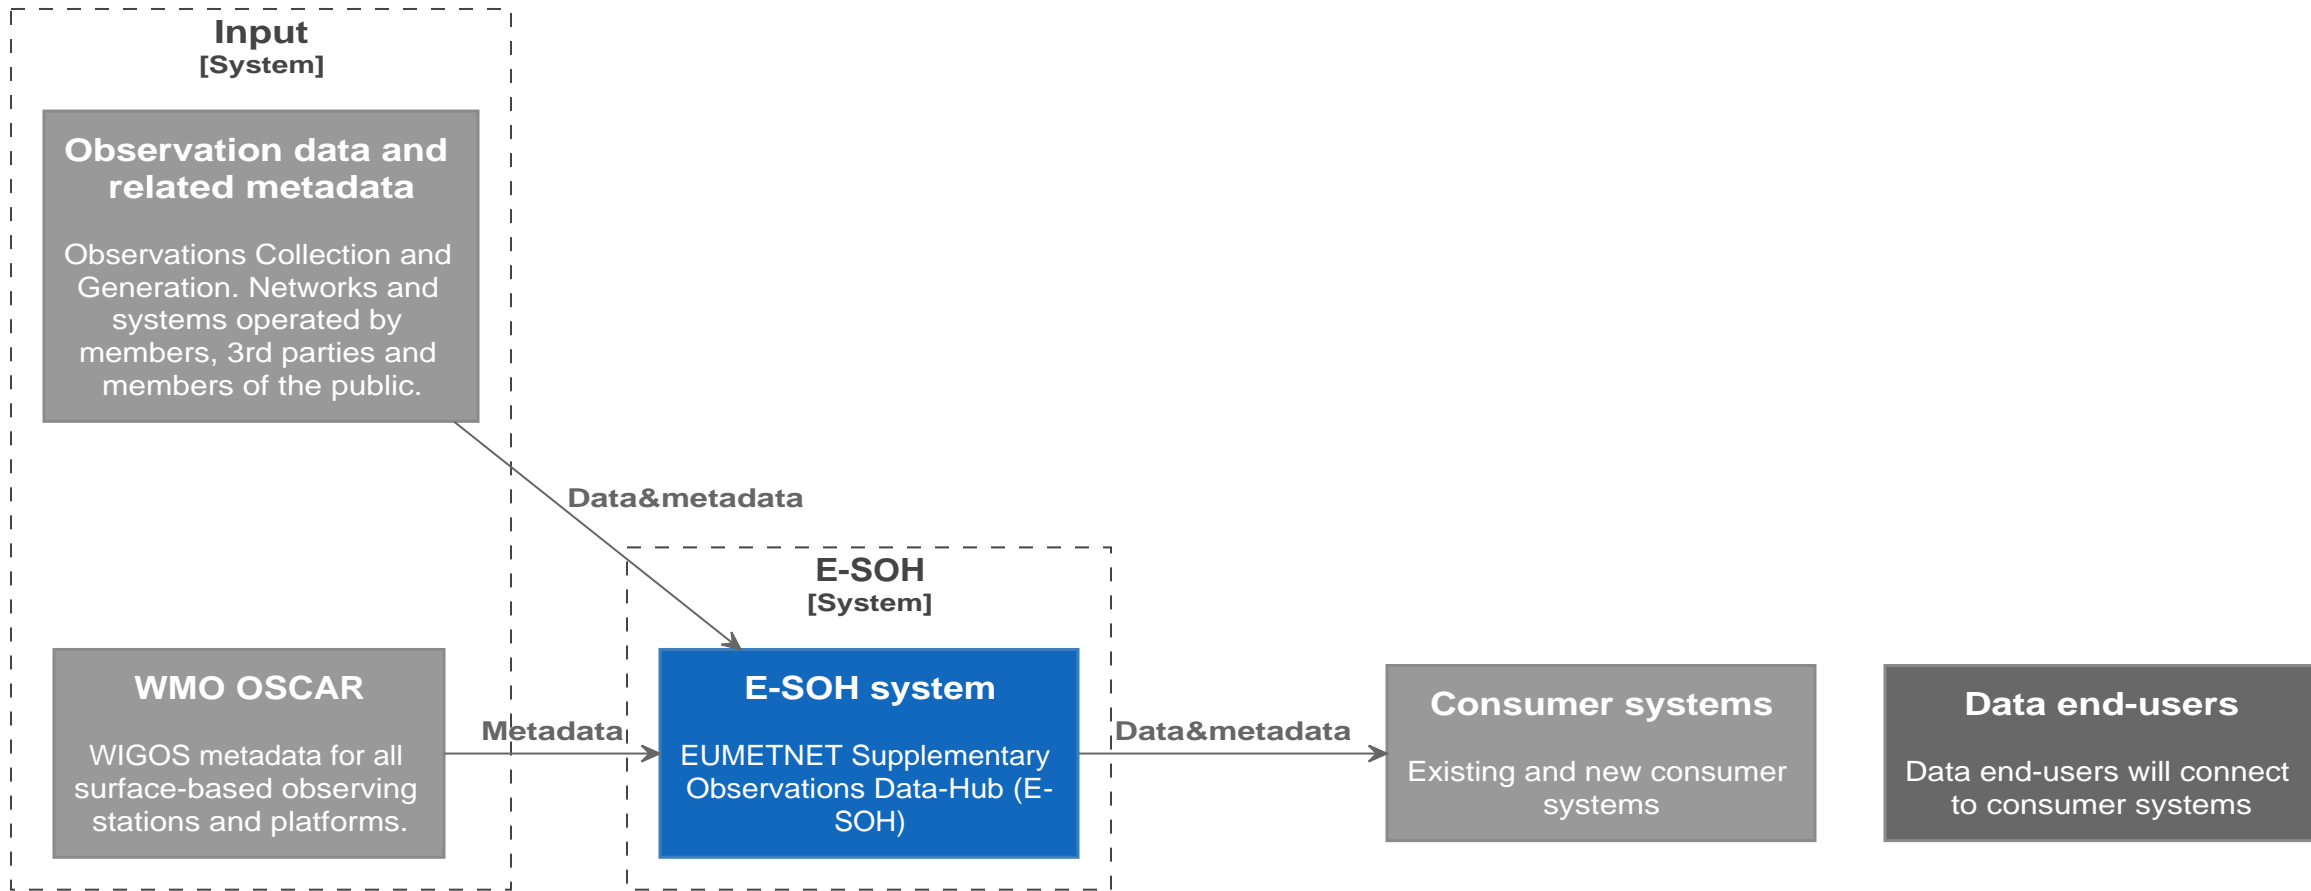 Input
[System]
Observation data and
related metadata
Observations Collection and
Generation. Networks and
systems operated by
members, 3rd parties and
members of the public.
Data&metadata
E-SOH
[System]
WMO OSCAR
WIGOS metadata for all
surface-based observing
stations and platforms.
Metadata
E-SOH system
EUMETNET Supplementary
Observations Data-Hub (E-
SOH)
Data&metadata
Consumer systems
Existing and new consumer
systems
Data end-users
Data end-users will connect
to consumer systems